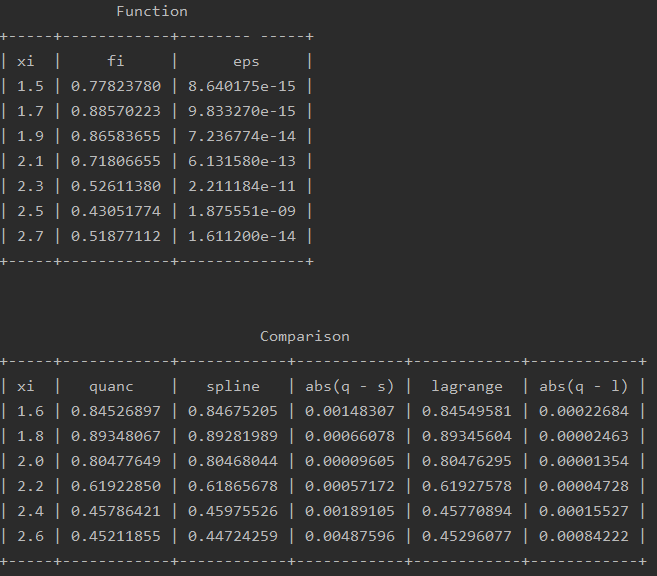 Function
+-----+------------+-------- -----+
| xi  |     fi     |      eps     |
| 1.5 | 0.77823780 | 8.640175e-15 |
| 1.7 | 0.88570223 | 9.833270e-15 |
| 1.9 | 0.86583655 | 7.236774e-14 |
| 2.1 | 0.71806655 | 6.131580e-13 |
| 2.3 | 0.52611380 | 2.211184e-11 |
| 2.5 | 0.43051774 | 1.875551e-09 |
| 2.7 | 0.51877112 | 1.611200e-14 |
+-----+------------+--------------+
Comparison
+-----+------------+------------+------------+------------+------------+
| xi  |   quanc    |   spline   | abs(q - s) |  lagrange  | abs(q - l) |
| 1.6 | 0.84526897 | 0.84675205 | 0.00148307 | 0.84549581 | 0.00022684 |
| 1.8 | 0.89348067 | 0.89281989 | 0.00066078 | 0.89345604 | 0.00002463 |
| 2.0 | 0.80477649 | 0.80468044 | 0.00009605 | 0.80476295 | 0.00001354 |
| 2.2 | 0.61922850 | 0.61865678 | 0.00057172 | 0.61927578 | 0.00004728 |
| 2.4 | 0.45786421 | 0.45975526 | 0.00189105 | 0.45770894 | 0.00015527 |
| 2.6 | 0.45211855 | 0.44724259 | 0.00487596 | 0.45296077 | 0.00084222 |
+-----+------------+------------+------------+------------+------------+